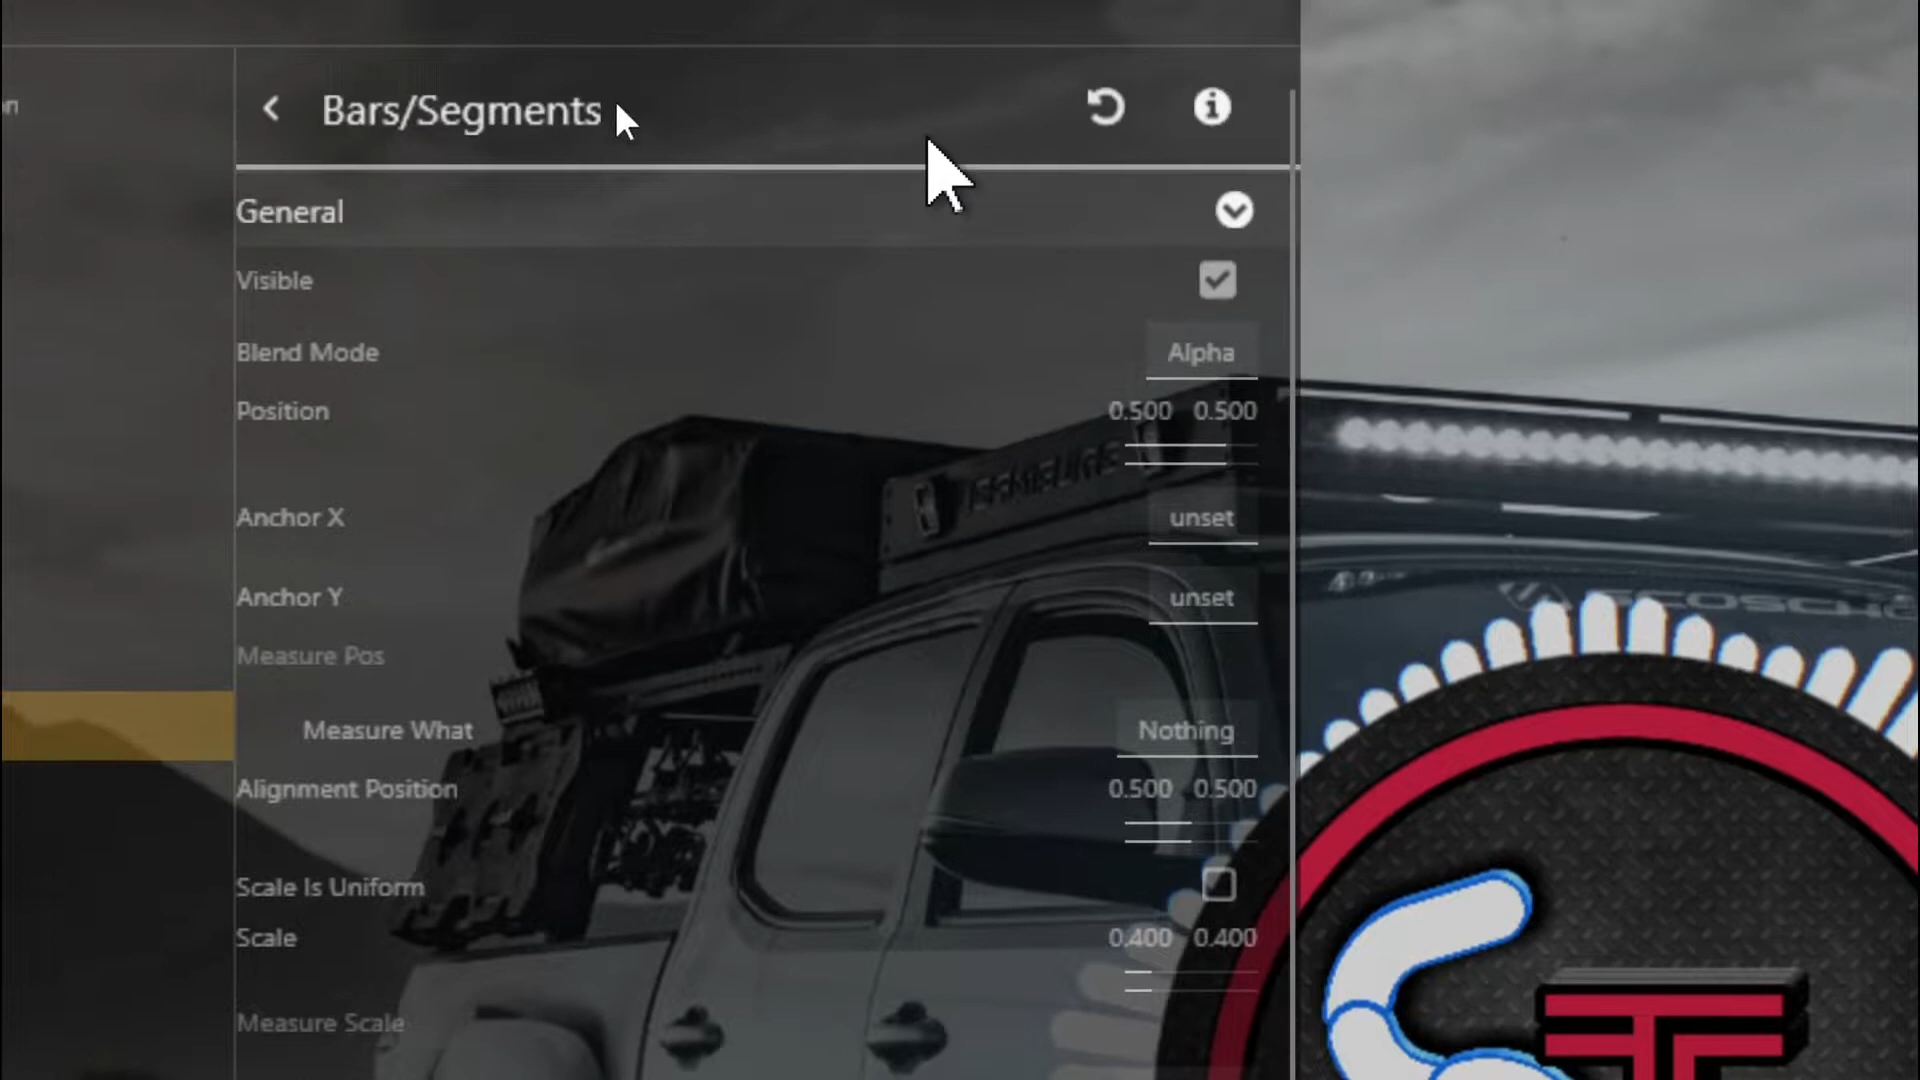 on
Bars/Segments
General
Visible
Blend Mode
Alpha
Position
0.500 0.500
Anchor X
unset
Anchor Y
unset
Measure Pos
Measure What
Nothing
Alignment Position
0.500 0.500
Scale Is Uniform
Scale
0.400 0.400
Measure Scale